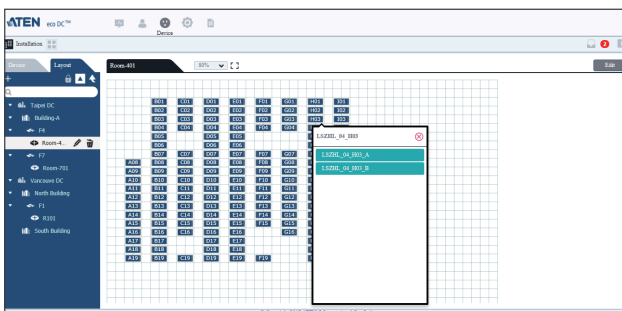 ATEN eco DC™
Device
Installation
2
Device Layout
Room-401
80%
Edit
B01 C01 D01 E01 F01 G01 H01 I01
B02 C02 D02 E02 F02 G02 H02 I02
B03 C03 D03 E03 F03 G03 H03 I03
B04 C04 D04 E04 F04 G04
B05 D05 E05
B06 D06 E06
B07 C07 D07 E07 F07 G07
A08 B08 C08 D08 E08 F08 G08
A09 B09 C09 D09 E09 F09 G09
A10 B10 C10 D10 E10 F10 G10
A11 B11 C11 D11 E11 F11 G11
A12 B12 C12 D12 E12 F12 G12
A13 B13 C13 D13 E13 F13 G13
A14 B14 C14 D14 E14 F14 G14
A15 B15 C15 D15 E15 F15 G15
A16 B16 C16 D16 E16 G16
A17 B17 D17 E17
A18 B18 D18 E18
A19 B19 C19 D19 E19 F19
Taipei DC
Building-A
F4
Room-4...
F7
Room-701
Vancouve DC
North Building
F1
R101
South Building
LSZHL_04_H03
LSZHL_04_H03_A
LSZHL_04_H03_B